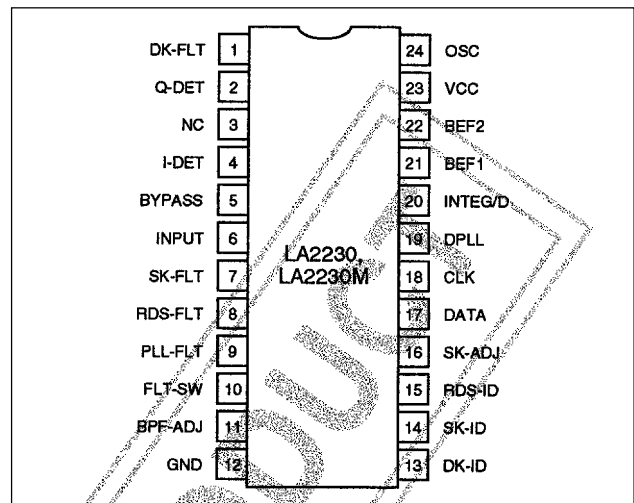 DK-FLT 1 24 OSC
Q-DET 2 23 VCC
NC 3 22 BEF2
I-DET 4 21 BEF1
BYPASS 5 20 INTEG/D
INPUT 6 19 DPLL
LA2230,
LA2230M
SK-FLT 7 18 CLK
RDS-FLT 8 17 DATA
PLL-FLT 9 16 SK-ADJ
FLT-SW 10 15 RDS-ID
BPF-ADJ 11 14 SK-ID
GND 12 13 DK-ID